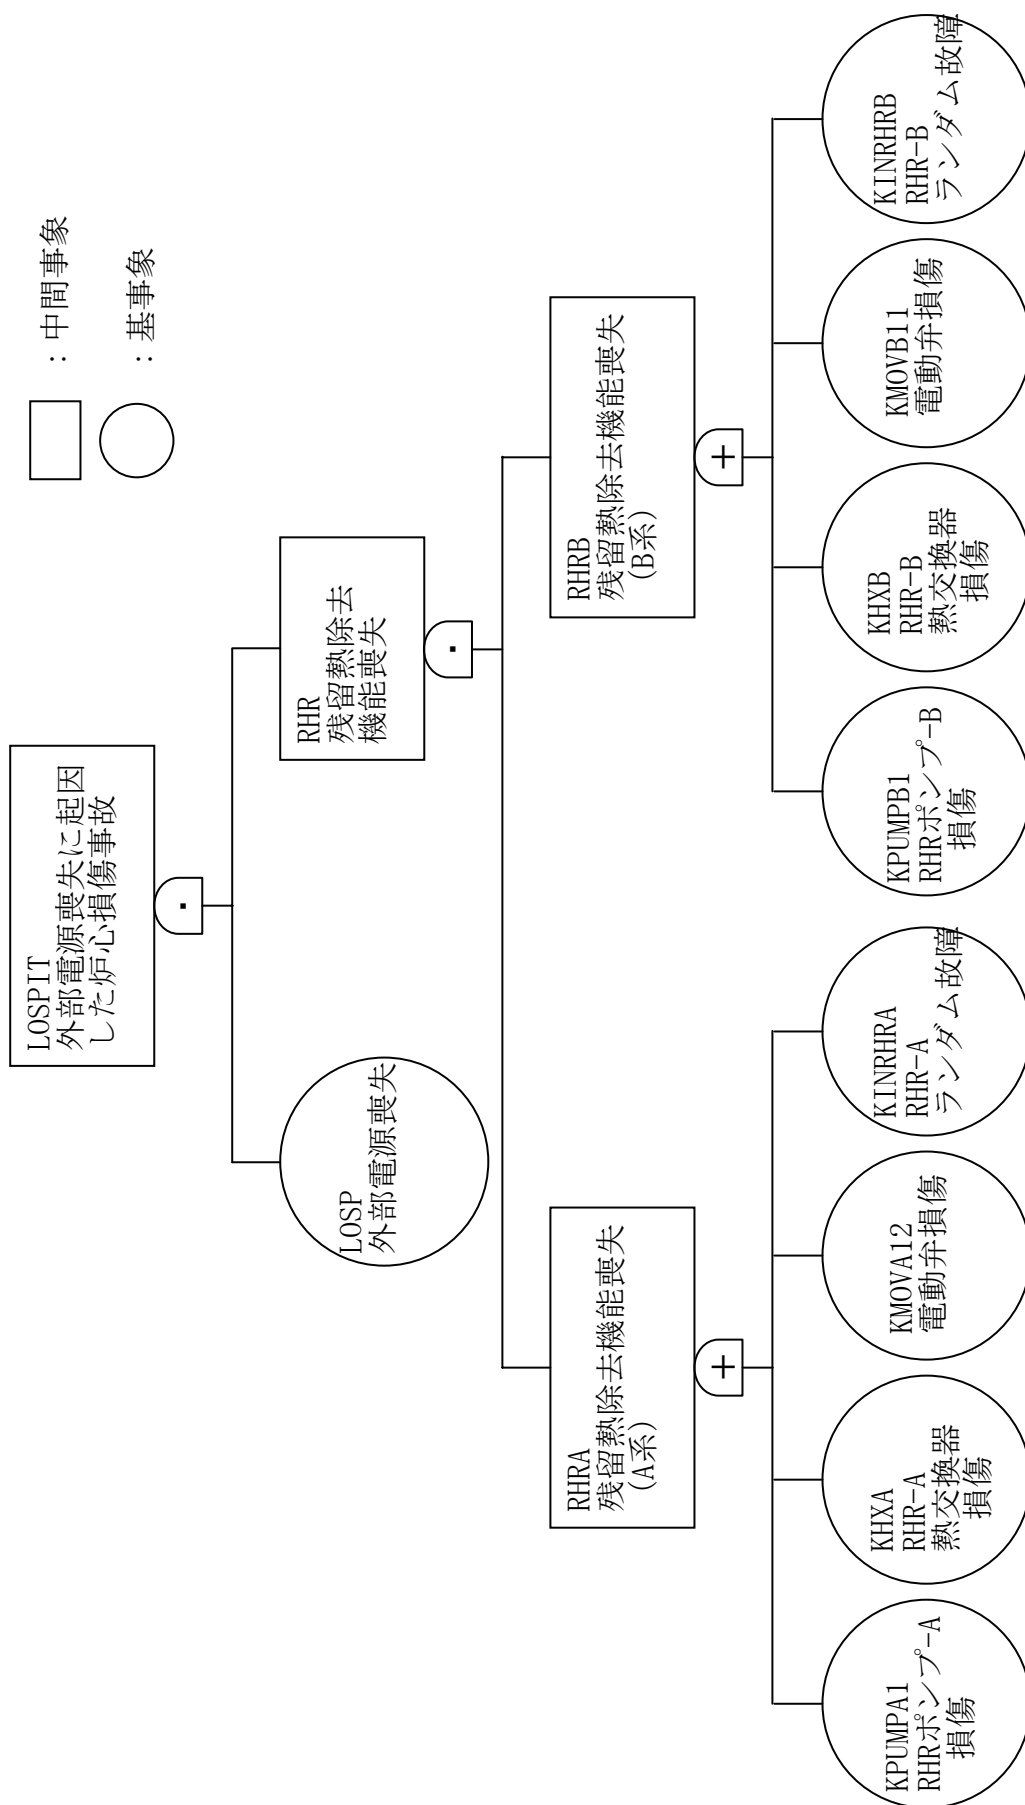 ：中間事象
：基事象
LOSPIT
外部電源喪失に起因
した炉心損傷事故
LOSP
外部電源喪失
RHR
残留熱除去
機能喪失
RHRA
残留熱除去機能喪失
(A系)
RHRB
残留熱除去機能喪失
(B系)
KPUMPA1
RHRポンプ-A
損傷
KHXA
RHR-A
熱交換器
損傷
KMOVA12
電動弁損傷
KINRHRA
RHR-A
ランダム故障
KPUMPB1
RHRポンプ-B
損傷
KHXB
RHR-B
熱交換器
損傷
KMOVB11
電動弁損傷
KINRHRB
RHR-B
ランダム故障